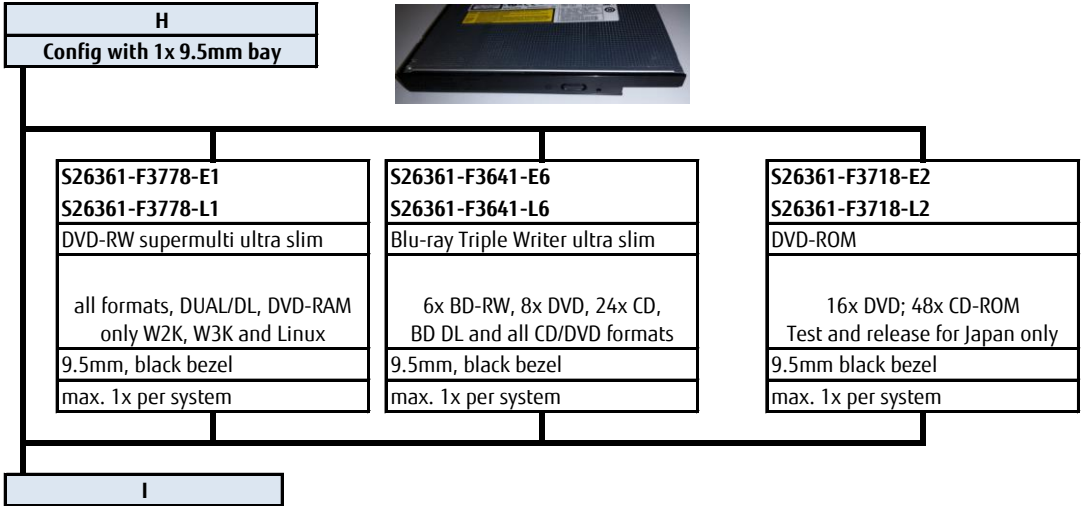 H
Config with 1x 9.5mm bay
S26361-F3778-E1
S26361-F3778-L1
DVD-RW supermulti ultra slim
all formats, DUAL/DL, DVD-RAM
only W2K, W3K and Linux
9.5mm, black bezel
max. 1x per system
S26361-F3641-E6
S26361-F3641-L6
Blu-ray Triple Writer ultra slim
6x BD-RW, 8x DVD, 24x CD,
BD DL and all CD/DVD formats
9.5mm, black bezel
max. 1x per system
S26361-F3718-E2
S26361-F3718-L2
DVD-ROM
16x DVD; 48x CD-ROM
Test and release for Japan only
9.5mm black bezel
max. 1x per system
I